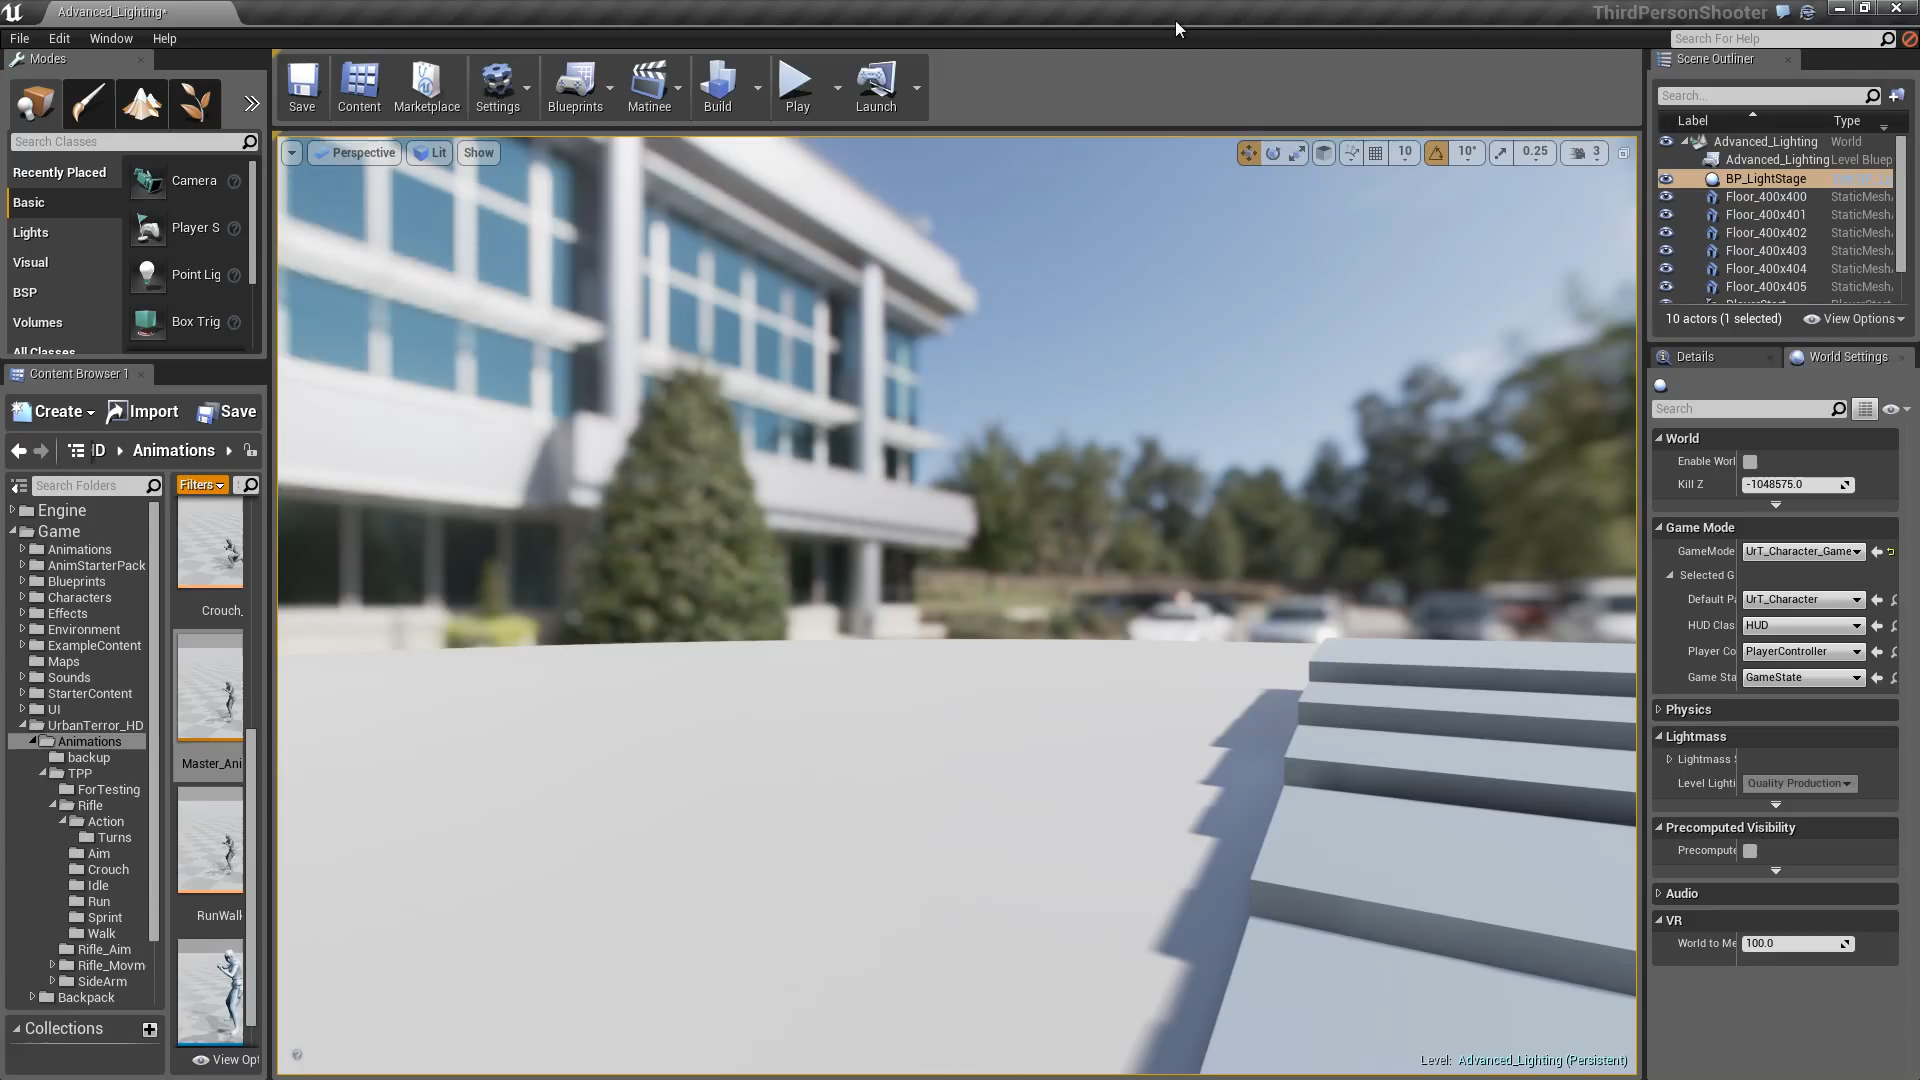 Advanced_Lighting•
ThirdPersonShooter
File Edit Window Help
Search For Help
Modes
Search Classes
Recently Placed
Basic
Lights
Visual
BSP
Volumes
All Classes
Camera
Player S
Point Lig
Box Trig
Save
Content
Marketplace
Settings
Blueprints
Matinee
Build
Play
Launch
Perspective
Lit
Show
10
10°
0.25
3
Level: Advanced_Lighting (Persistent)
Content Browser 1
Create
Import
Save
D
Animations
Search Folders
Filters
Engine
Game
Animations
AnimStarterPack
Blueprints
Characters
Effects
Environment
ExampleContent
Maps
Sounds
StarterContent
UI
UrbanTerror_HD
Animations
backup
TPP
ForTesting
Rifle
Action
Turns
Aim
Crouch
Idle
Run
Sprint
Walk
Rifle_Aim
Rifle_Movm
SideArm
Backpack
Crouch_
Master_Ani
RunWalk
Collections
View Opt
Scene Outliner
Search...
Label Type
Advanced_Lighting World
Advanced_Lighting Level Bluep
BP_LightStage
Floor_400x400 StaticMesh
Floor_400x401 StaticMesh
Floor_400x402 StaticMesh
Floor_400x403 StaticMesh
Floor_400x404 StaticMesh
Floor_400x405 StaticMesh
PlayerStart PlayerStart
10 actors (1 selected)
View Options
Details
World Settings
Search
World
Enable Worl
Kill Z -1048575.0
Game Mode
GameMode UrT_Character_Game
Selected G
Default Pa UrT_Character
HUD Clas HUD
Player Co PlayerController
Game Sta GameState
Physics
Lightmass
Lightmass S
Level Lighti Quality Production
Precomputed Visibility
Precompute
Audio
VR
World to Me 100.0